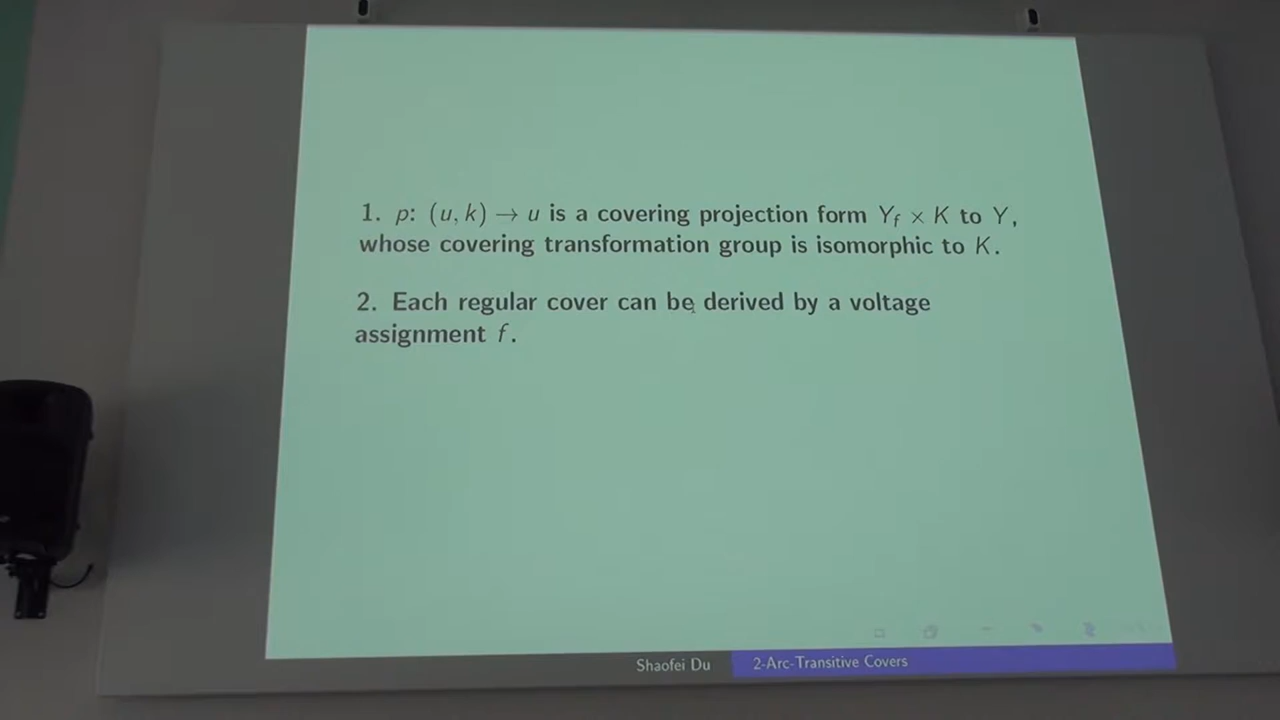 1. p: (u, k) → u is a covering projection form Y_f × K to Y,
whose covering transformation group is isomorphic to K.
2. Each regular cover can be derived by a voltage
assignment f.
Shaofei Du
2-Arc-Transitive Covers